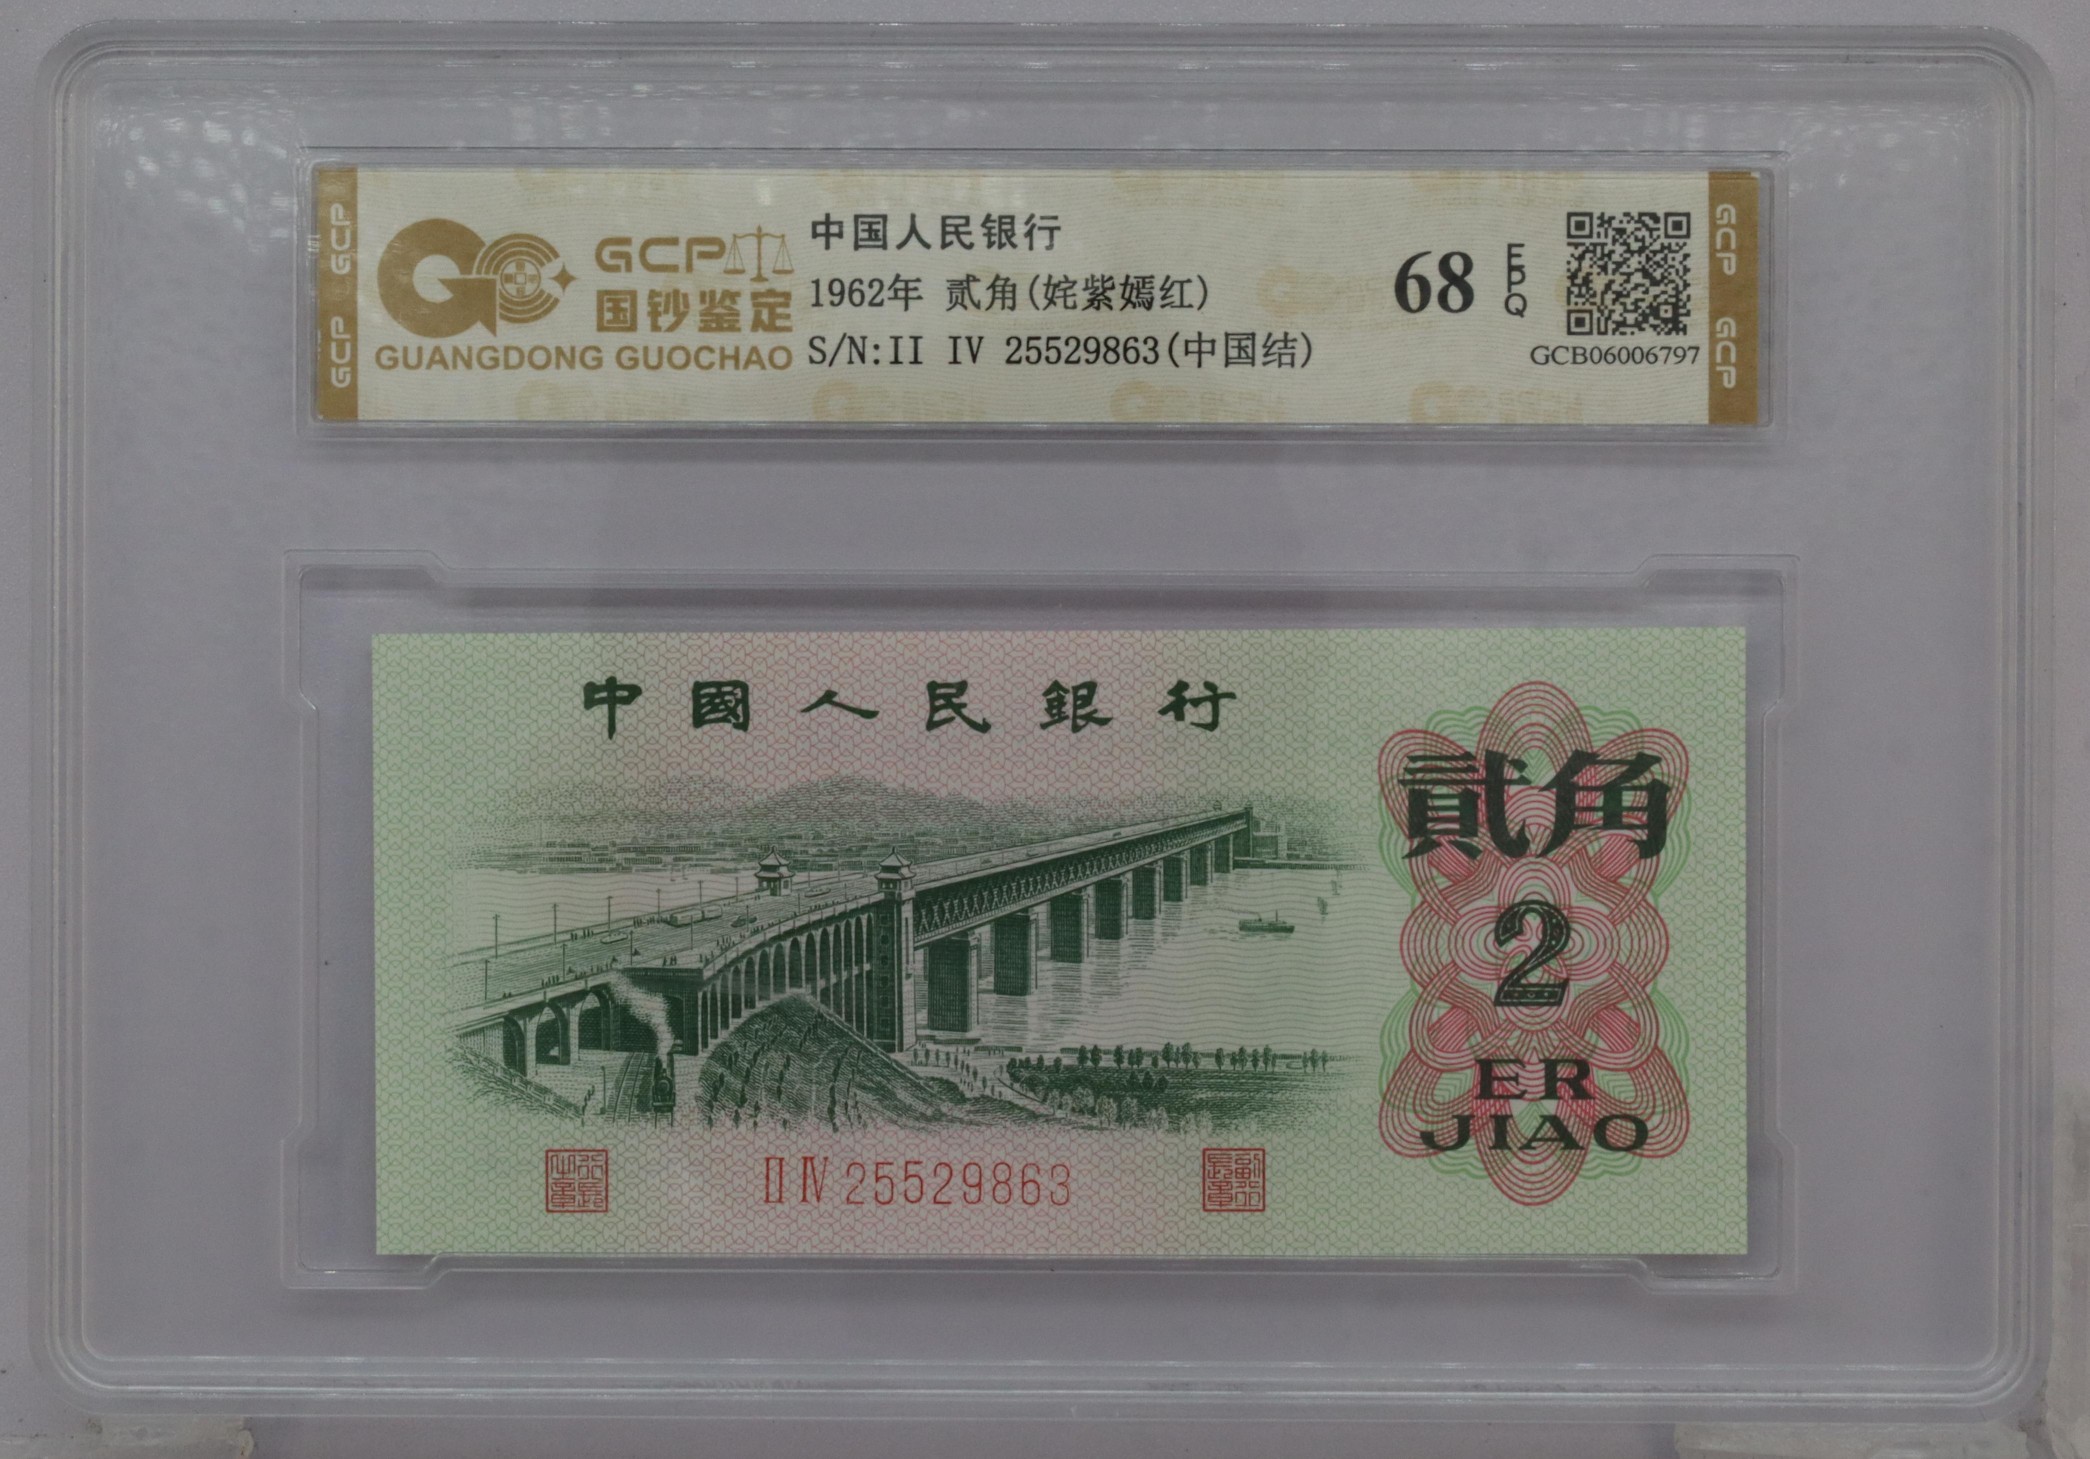 GCP GCP
GCP
国钞鉴定
GUANGDONG GUOCHAO
中国人民银行
1962年 贰角(姹紫嫣红)
S/N:II IV 25529863(中国结)
68 EPQ
GCB06006797
GCP GCP
中國人民銀行
貳角
2
ER
JIAO
II IV 25529863